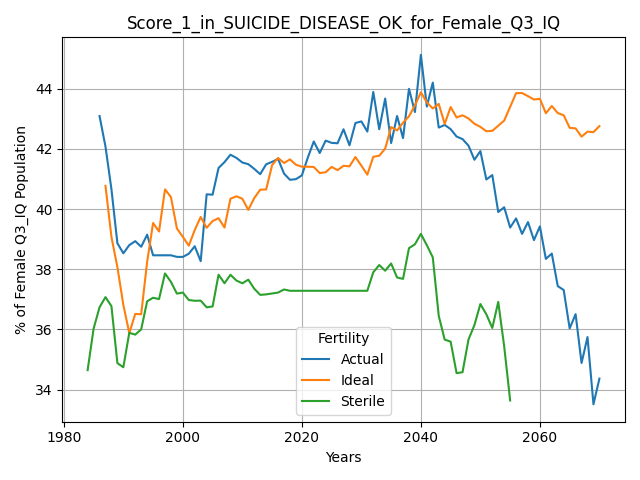 Score_1_in_SUICIDE_DISEASE_OK_for_Female_Q3_IQ
% of Female Q3_IQ Population
44
42
40
38
36
34
Fertility
Actual
Ideal
Sterile
1980 2000 2020 2040 2060
Years